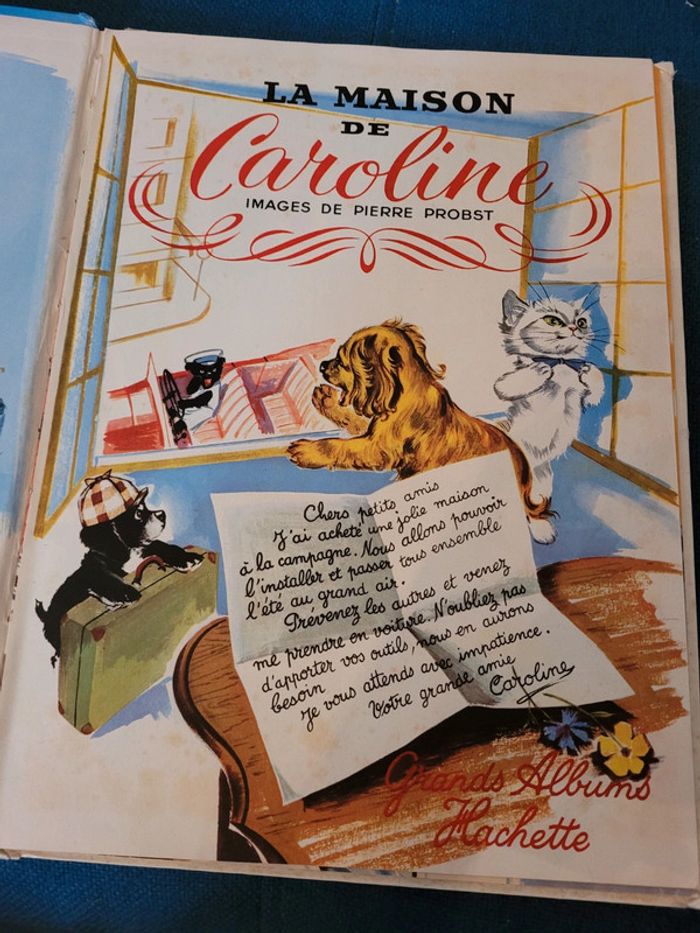 LA MAISON
DE
Caroline
IMAGES DE PIERRE PROBST
Chers petits amis
J'ai acheté une jolie maison
à la campagne. Nous allons pouvoir
l'installer et passer tous ensemble
l'été au grand air.
Prévenez les autres et venez
me prendre en voiture. N'oubliez pas
d'apporter vos outils, nous en aurons
besoin
Je vous attends avec impatience.
Votre grande amie
Caroline
Grands Albums
Hachette